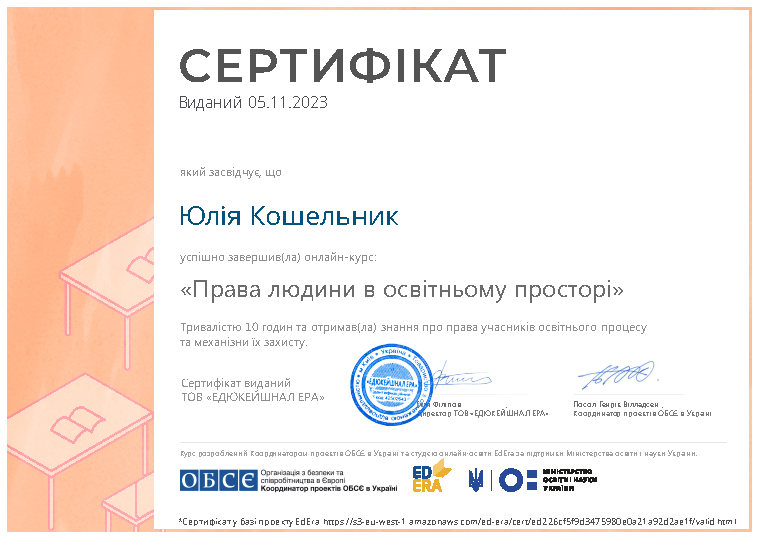 СЕРТИФІКАТ
Виданий 05.11.2023
який засвідчує, що
Юлія Кошельник
успішно завершив(ла) онлайн-курс:
«Права людини в освітньому просторі»
Тривалістю 10 годин та отримав(ла) знання про права учасників освітнього процесу
та механізни їх захисту.
Сертифікат виданий
ТОВ «ЕДЮКЕЙШНАЛ ЕРА»
Україна
«ЕДЮКЕЙШНАЛ ЕРА»
Філіпов
Директор ТОВ «ЕДЮКЕЙШНАЛ ЕРА»
Посол Генрік Вілладсен
Координатор проектів ОБСЄ в Україні
Курс розроблений Координатором проектів ОБСЄ в Україні та студією онлайн-освіти EdEra за підтримки Міністерства освіти і науки України.
ОБСЄ
Організація з безпеки та
співробітництва в Європі
Координатор проектів ОБСЄ в Україні
ED
ERA
МІНІСТЕРСТВО
ОСВІТИ І НАУКИ
УКРАЇНИ
*Сертифікат у базі проекту EdEra https://s3-eu-west-1.amazonaws.com/ed-era/cert/ed226cf5f9d3475980e0a21a92d2ae1f/valid.html